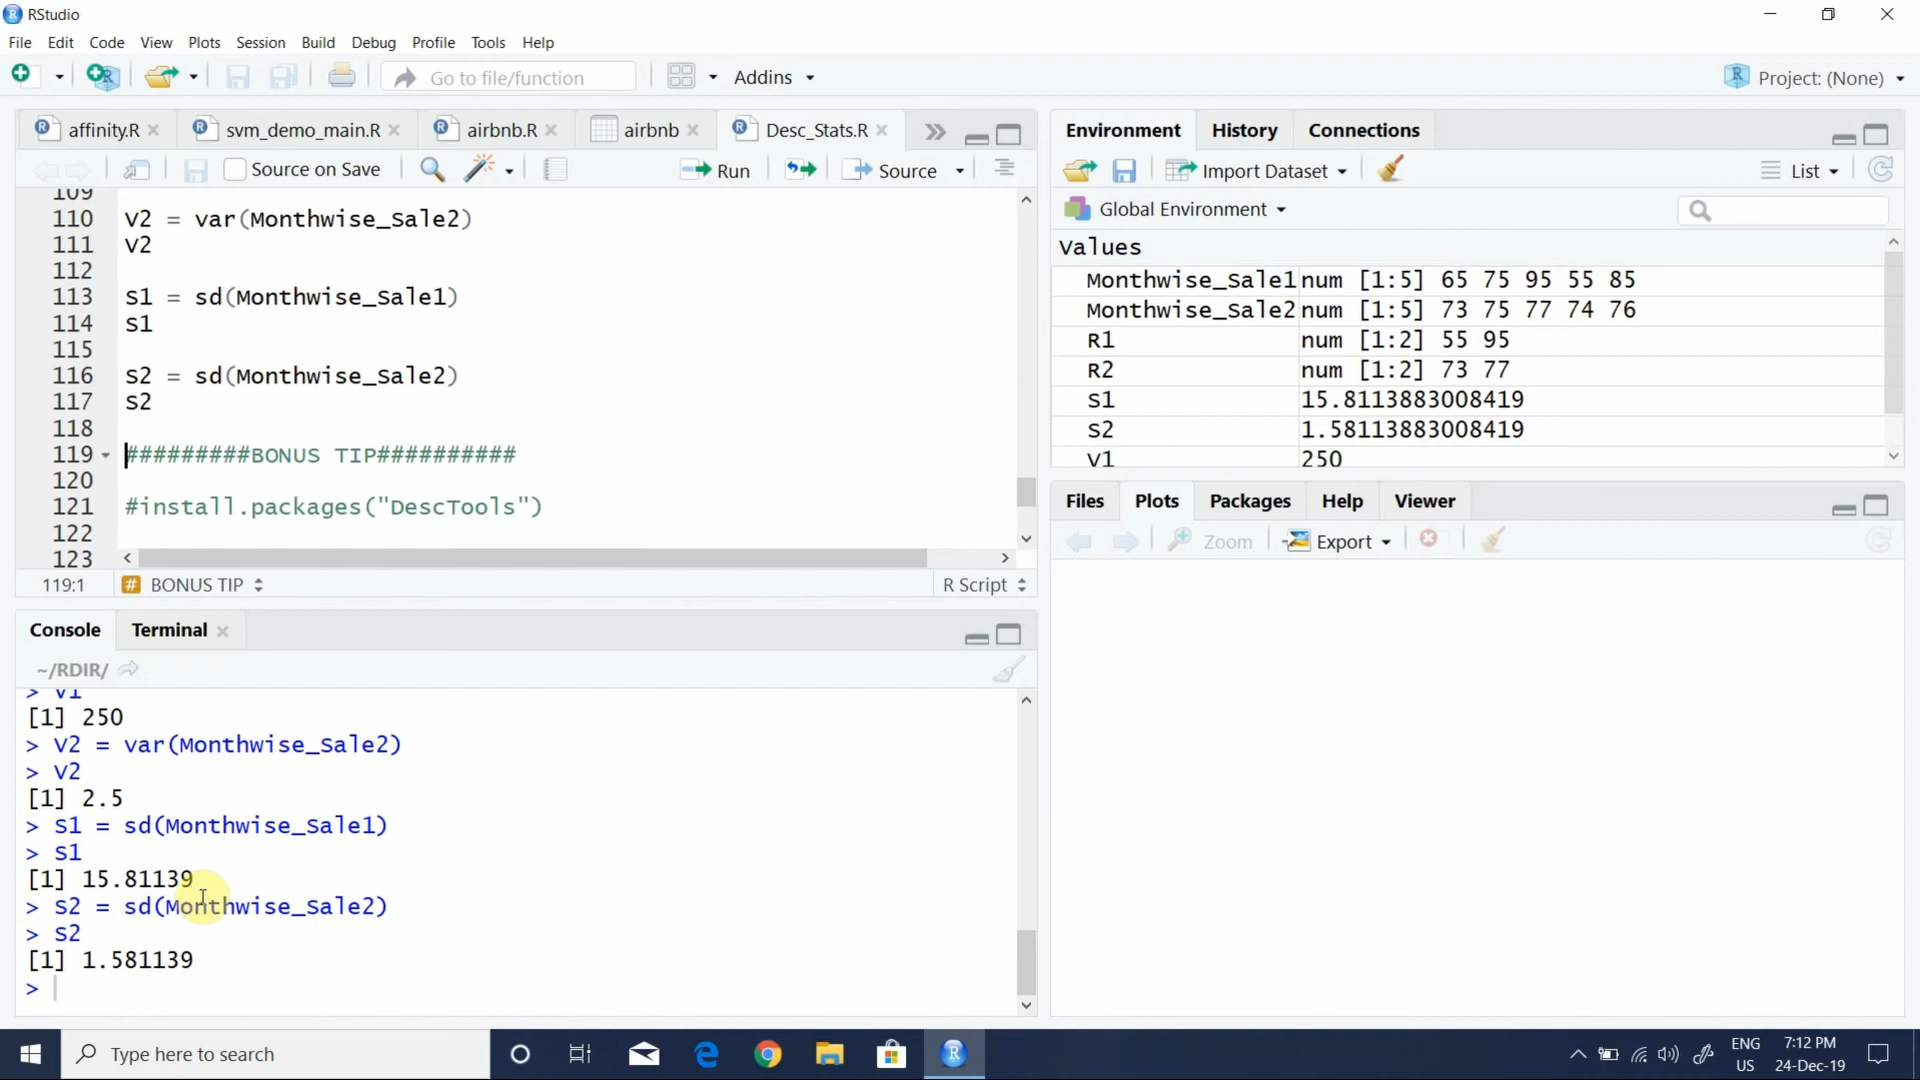 RStudio
File Edit Code View Plots Session Build Debug Profile Tools Help
Go to file/function Addins Project: (None)
affinity.R svm_demo_main.R airbnb.R airbnb Desc_Stats.R
Source on Save Run Source
109
110 V2 = var(Monthwise_Sale2)
111 V2
112
113 S1 = sd(Monthwise_Sale1)
114 S1
115
116 S2 = sd(Monthwise_Sale2)
117 S2
118
119 #########BONUS TIP##########
120
121 #install.packages("DescTools")
122
123
119:1 BONUS TIP R Script
Console Terminal
~/RDIR/
> V1
[1] 250
> V2 = var(Monthwise_Sale2)
> V2
[1] 2.5
> S1 = sd(Monthwise_Sale1)
> S1
[1] 15.81139
> S2 = sd(Monthwise_Sale2)
> S2
[1] 1.581139
>
Environment History Connections
Import Dataset List
Global Environment
Values
Monthwise_Sale1 num [1:5] 65 75 95 55 85
Monthwise_Sale2 num [1:5] 73 75 77 74 76
R1 num [1:2] 55 95
R2 num [1:2] 73 77
S1 15.8113883008419
S2 1.58113883008419
V1 250
Files Plots Packages Help Viewer
Zoom Export
Type here to search
ENG
US
7:12 PM
24-Dec-19